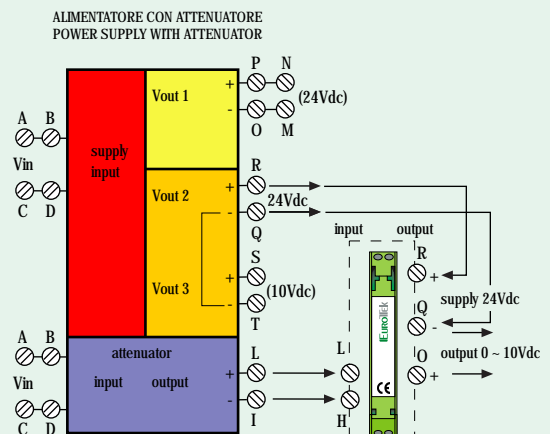 ALIMENTATORE CON ATTENUATORE
POWER SUPPLY WITH ATTENUATOR
P N
+ (24Vdc)
Vout 1
-
O M
A B
Vin
C D
supply
input
R
Vout 2 +
24Vdc
-
Q
S
Vout 3 + (10Vdc)
-
T
input output
R
+
supply 24Vdc
Q
-
O
+ output 0 ~ 10Vdc
EUROTEK
CE
A B
Vin
C D
attenuator
input output
L
+
-
I
L
H